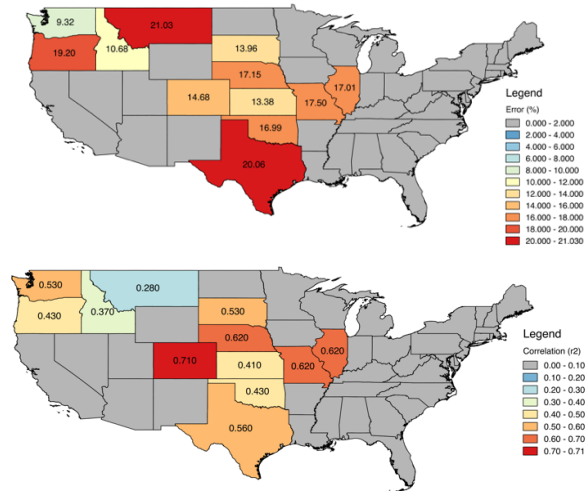 9.32
21.03
19.20
10.68
13.96
17.15
17.01
14.68
13.38
17.50
16.99
20.06
Legend
Error (%)
0.000 - 2.000
2.000 - 4.000
4.000 - 6.000
6.000 - 8.000
8.000 - 10.000
10.000 - 12.000
12.000 - 14.000
14.000 - 16.000
16.000 - 18.000
18.000 - 20.000
20.000 - 21.030
0.530
0.280
0.430
0.370
0.530
0.620
0.620
0.710
0.410
0.620
0.430
0.560
Legend
Correlation (r2)
0.00 - 0.10
0.10 - 0.20
0.20 - 0.30
0.30 - 0.40
0.40 - 0.50
0.50 - 0.60
0.60 - 0.70
0.70 - 0.71